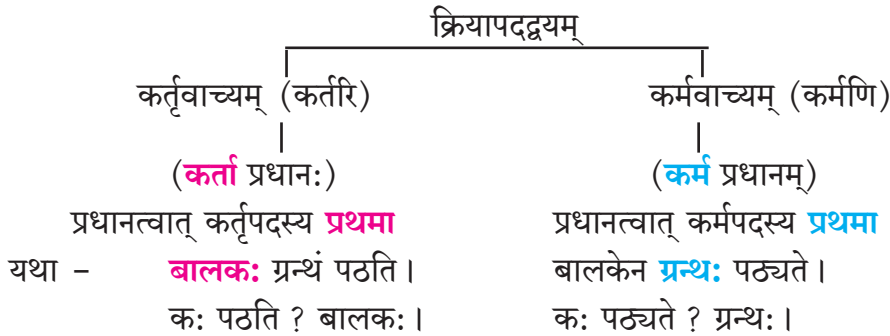 क्रियापदद्वयम्
कर्तृवाच्यम् (कर्तरि) कर्मवाच्यम् (कर्मणि)
(कर्ता प्रधान:) (कर्म प्रधानम्)
प्रधानत्वात् कर्तृपदस्य प्रथमा प्रधानत्वात् कर्मपदस्य प्रथमा
यथा – बालक: ग्रन्थं पठति। बालकेन ग्रन्थ: पठ्यते।
क: पठति ? बालक:। क: पठ्यते ? ग्रन्थ:।